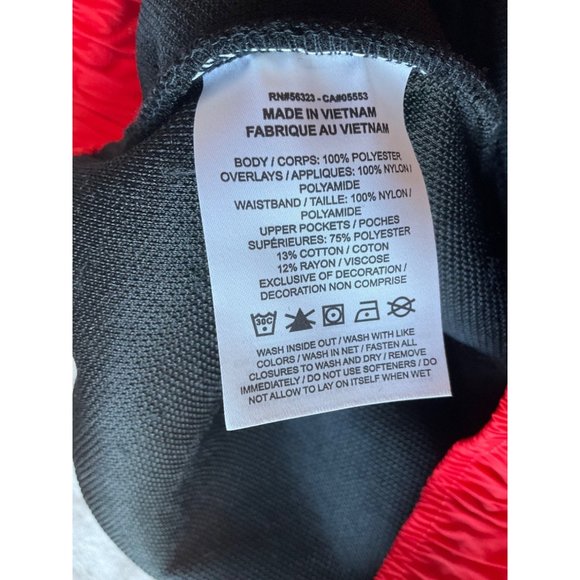 RN#56323 - CA#05553
MADE IN VIETNAM
FABRIQUE AU VIETNAM
BODY / CORPS: 100% POLYESTER
OVERLAYS / APPLIQUES: 100% NYLON /
POLYAMIDE
WAISTBAND / TAILLE: 100% NYLON /
POLYAMIDE
UPPER POCKETS / POCHES
SUPÉRIEURES: 75% POLYESTER
13% COTTON / COTON
12% RAYON / VISCOSE
EXCLUSIVE OF DECORATION /
DECORATION NON COMPRISE
30C
WASH INSIDE OUT / WASH WITH LIKE
COLORS / WASH IN NET / FASTEN ALL
CLOSURES TO WASH AND DRY / REMOVE
IMMEDIATELY / DO NOT USE SOFTENERS / DO
NOT ALLOW TO LAY ON ITSELF WHEN WET